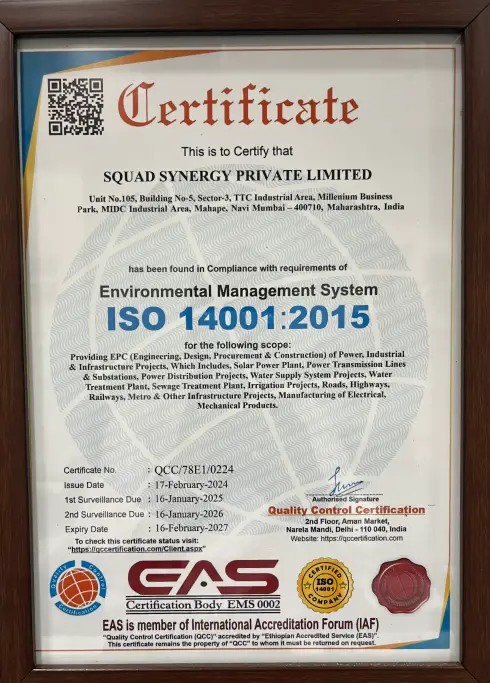 Certificate
This is to Certify that
SQUAD SYNERGY PRIVATE LIMITED
Unit No.105, Building No-5, Sector-3, TTC Industrial Area, Millenium Business
Park, MIDC Industrial Area, Mahape, Navi Mumbai – 400710, Maharashtra, India
has been found in Compliance with requirements of
Environmental Management System
ISO 14001:2015
for the following scope:
Providing EPC (Engineering, Design, Procurement & Construction) of Power, Industrial
& Infrastructure Projects, Which Includes, Solar Power Plant, Power Transmission Lines
& Substations, Power Distribution Projects, Water Supply System Projects, Water
Treatment Plant, Sewage Treatment Plant, Irrigation Projects, Roads, Highways,
Railways, Metro & Other Infrastructure Projects, Manufacturing of Electrical,
Mechanical Products.
Certificate No. : QCC/78E1/0224
Issue Date : 17-February-2024
1st Surveillance Due : 16-January-2025
2nd Surveillance Due : 16-January-2026
Expiry Date : 16-February-2027
To check this certificate status visit:
"https://qccertification.com/Client.aspx"
Authorised Signature
Quality Control Certification
2nd Floor, Aman Market,
Narela Mandi, Delhi - 110 040, India
Website: https://qccertification.com
Quality Control
Certification
EAS
Certification Body EMS 0002
CERTIFIED
ISO
14001
COMPANY
EAS is member of International Accreditation Forum (IAF)
"Quality Control Certification (QCC)" accredited by "Ethiopian Accredited Service (EAS)".
This certificate remains the property of "QCC" to whom it must be returned on request.